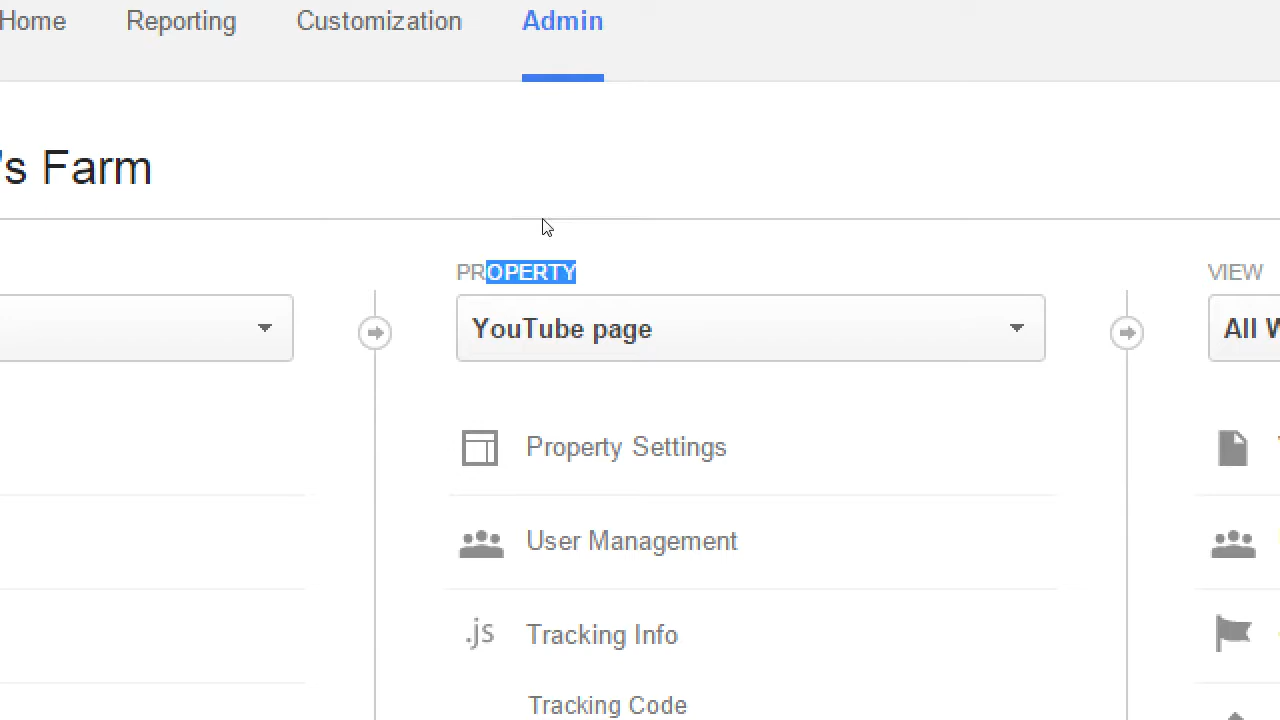 Home Reporting Customization Admin
's Farm
PROPERTY VIEW
YouTube page All
Property Settings
User Management
.js Tracking Info
Tracking Code